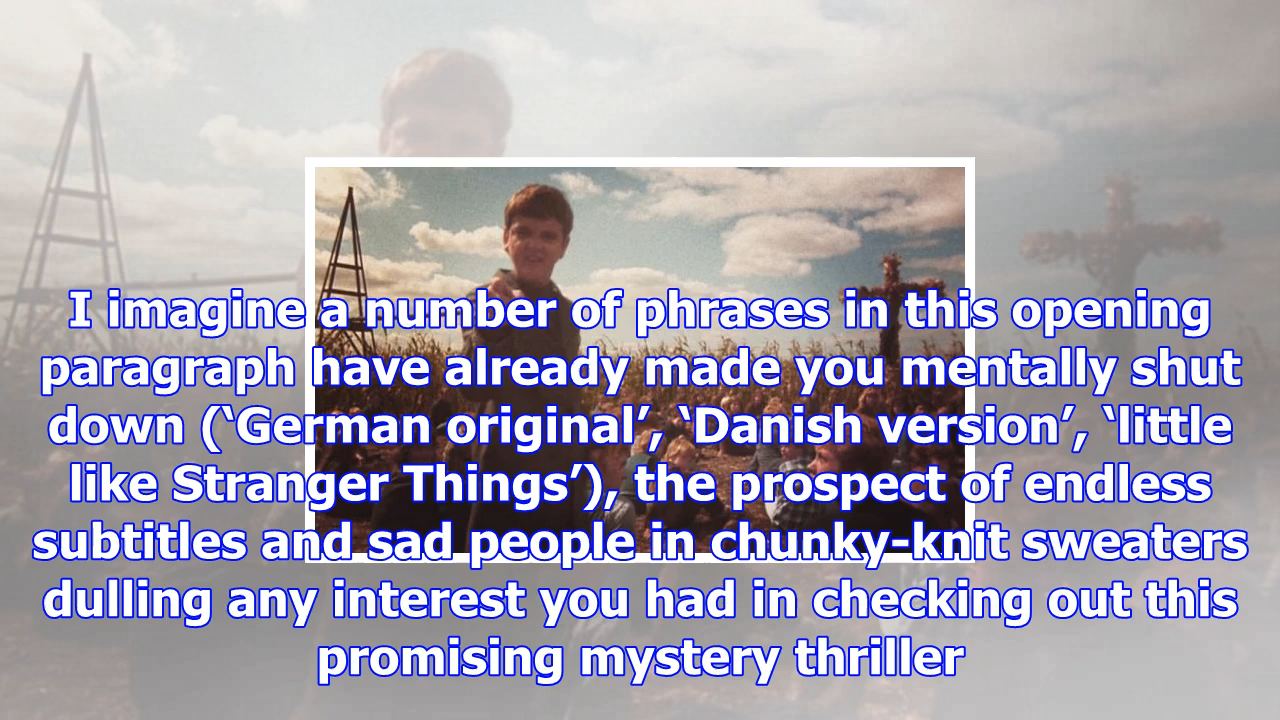 I imagine a number of phrases in this opening
paragraph have already made you mentally shut
down (‘German original’, ‘Danish version’, ‘little
like Stranger Things’), the prospect of endless
subtitles and sad people in chunky-knit sweaters
dulling any interest you had in checking out this
promising mystery thriller